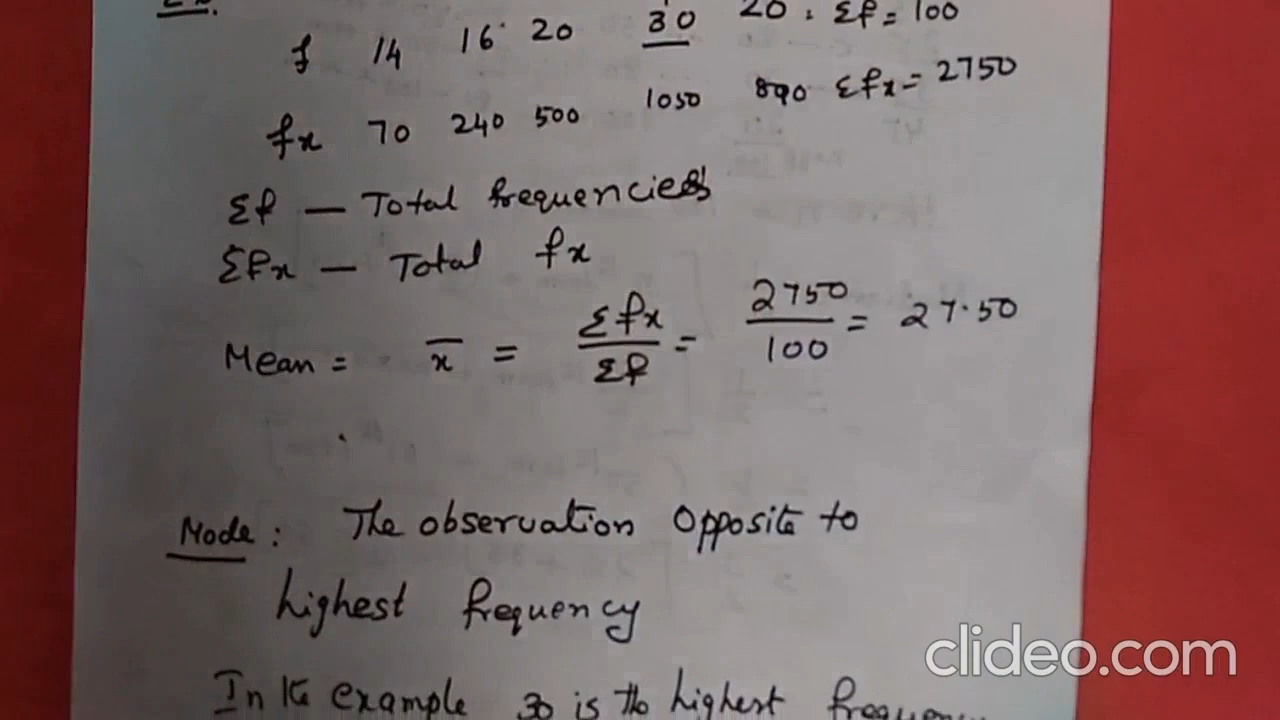 Ex.
f 14 16 20 30 20 : Σf = 100
fx 70 240 500 1050 890 Σfx = 2750
Σf — Total frequencies
Σfx — Total fx
Mean = x̄ = Σfx/Σf = 2750/100 = 27.50
Mode : The observation opposite to
highest frequency
In the example 30 is the highest frequency
clideo.com